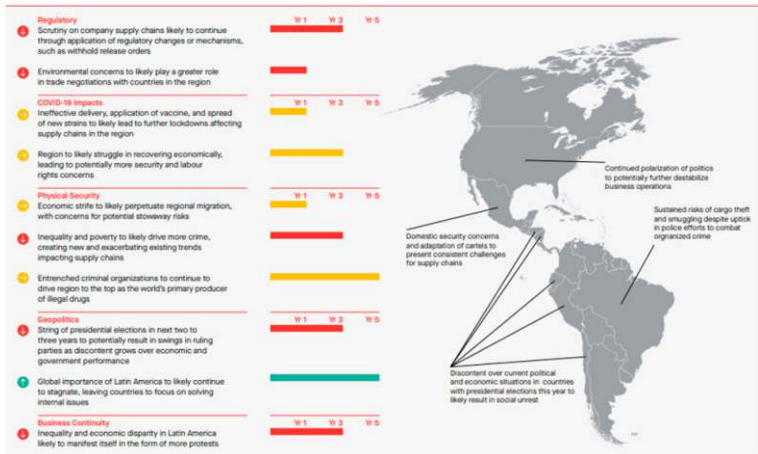 Regulatory
Yr 1 Yr 3 Yr 5
Scrutiny on company supply chains likely to continue
through application of regulatory changes or mechanisms,
such as withhold release orders
Environmental concerns to likely play a greater role
in trade negotiations with countries in the region
COVID-19 Impacts
Yr 1 Yr 3 Yr 5
Ineffective delivery, application of vaccine, and spread
of new strains to likely lead to further lockdowns affecting
supply chains in the region
Region to likely struggle in recovering economically,
leading to potentially more security and labour
rights concerns
Physical Security
Yr 1 Yr 3 Yr 5
Economic strife to likely perpetuate regional migration,
with concerns for potential stowaway risks
Inequality and poverty to likely drive more crime,
creating new and exacerbating existing trends
impacting supply chains
Entrenched criminal organizations to continue to
drive region to the top as the world's primary producer
of illegal drugs
Geopolitics
Yr 1 Yr 3 Yr 5
String of presidential elections in next two to
three years to potentially result in swings in ruling
parties as discontent grows over economic and
government performance
Global importance of Latin America to likely continue
to stagnate, leaving countries to focus on solving
internal issues
Business Continuity
Yr 1 Yr 3 Yr 5
Inequality and economic disparity in Latin America
likely to manifest itself in the form of more protests
Continued polarization of politics
to potentially further destabilize
business operations
Sustained risks of cargo theft
and smuggling despite uptick
in police efforts to combat
orgnanized crime
Domestic security concerns
and adaptation of cartels to
present consistent challenges
for supply chains
Discontent over current political
and economic situations in countries
with presidential elections this year to
likely result in social unrest